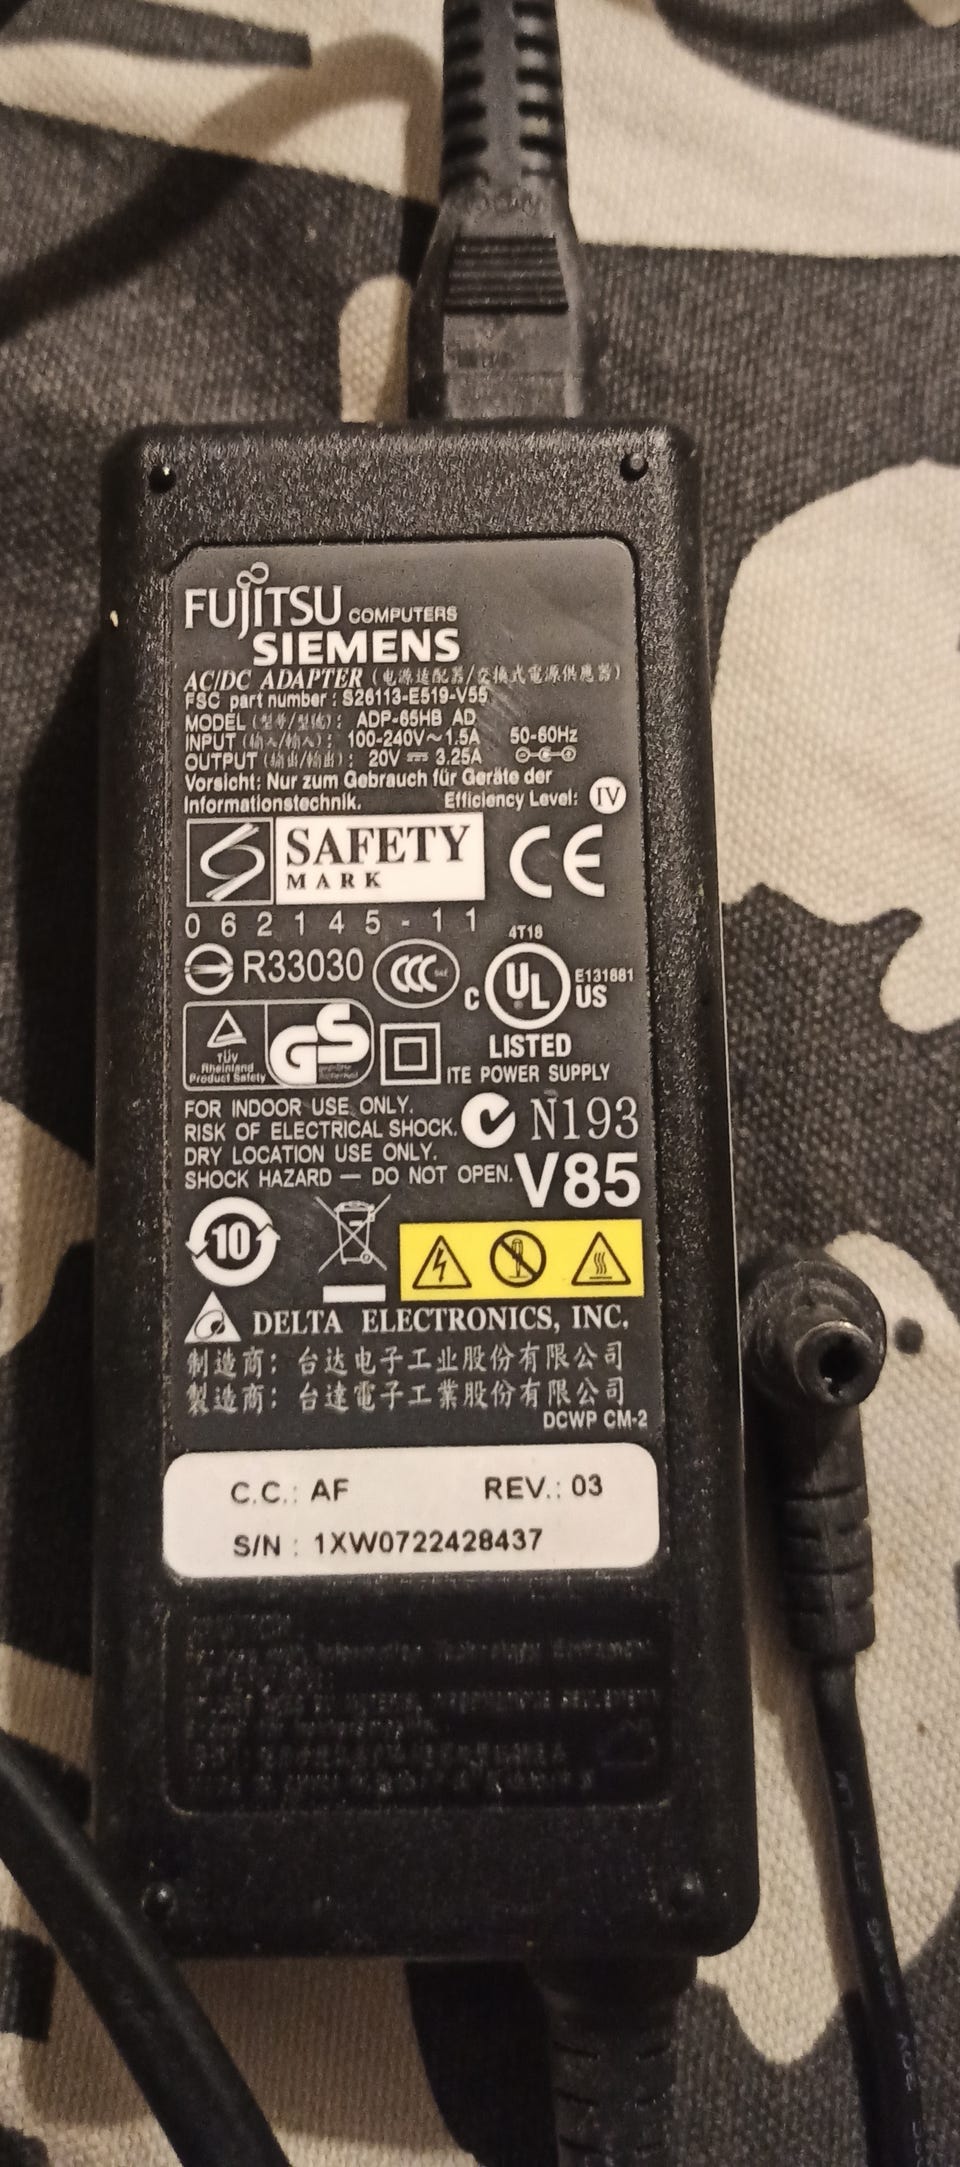 FUJITSU COMPUTERS
SIEMENS
AC/DC ADAPTER (电源适配器/交换式電源供應器)
FSC part number : S26113-E519-V55
MODEL (型号/型號) : ADP-65HB AD
INPUT (输入/輸入) : 100-240V~1.5A 50-60Hz
OUTPUT (输出/輸出) : 20V 3.25A
Vorsicht: Nur zum Gebrauch für Geräte der
Informationstechnik. Efficiency Level: IV
SAFETY
MARK
CE
062145-11
4T18
R33030 CCC S&E C UL US E131881
LISTED
ITE POWER SUPPLY
TÜV
Rheinland
Product Safety
GS
geprüfte
Sicherheit
FOR INDOOR USE ONLY.
RISK OF ELECTRICAL SHOCK. N193
DRY LOCATION USE ONLY.
SHOCK HAZARD — DO NOT OPEN. V85
10
DELTA ELECTRONICS, INC.
制造商: 台达电子工业股份有限公司
製造商: 台達電子工業股份有限公司
DCWP CM-2
C.C.: AF REV.: 03
S/N : 1XW0722428437